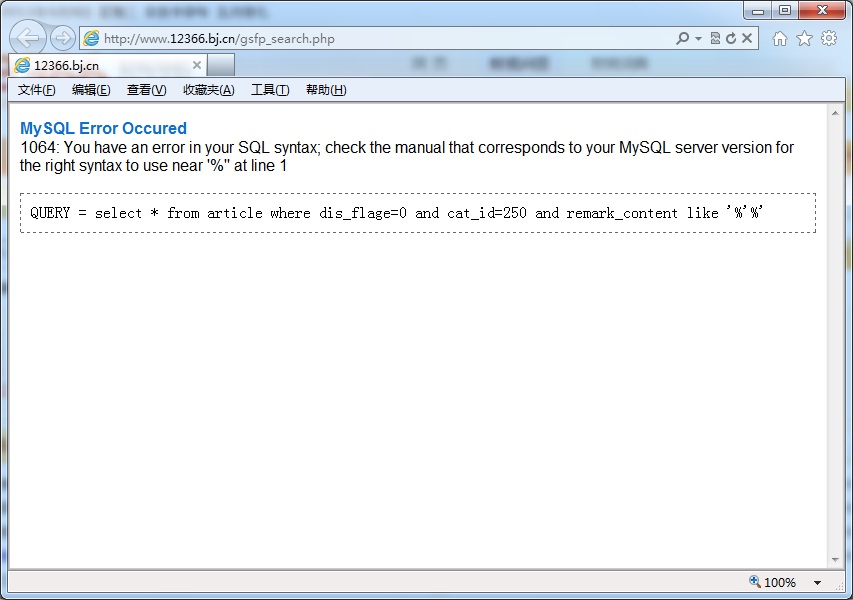 http://www.12366.bj.cn/gsfp_search.php
12366.bj.cn
文件(F) 编辑(E) 查看(V) 收藏夹(A) 工具(T) 帮助(H)
MySQL Error Occured
1064: You have an error in your SQL syntax; check the manual that corresponds to your MySQL server version for
the right syntax to use near '%'' at line 1
QUERY = select * from article where dis_flage=0 and cat_id=250 and remark_content like '%'%'
100%